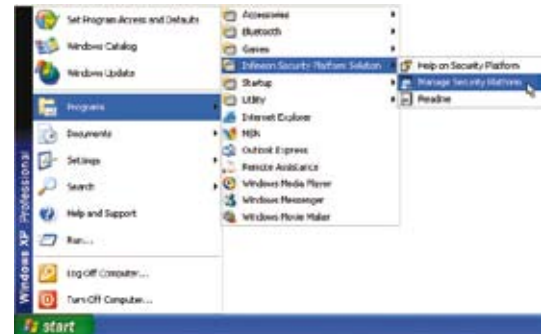 Set Program Access and Defaults
Windows Catalog
Windows Update
Programs
Documents
Settings
Search
Help and Support
Run...
Log Off Computer...
Turn Off Computer...
Windows XP Professional
start
Accessories
Bluetooth
Games
Infineon Security Platform Solution
Startup
Utility
Internet Explorer
MSN
Outlook Express
Remote Assistance
Windows Media Player
Windows Messenger
Windows Movie Maker
Help on Security Platform
Manage Security Platform
Readme